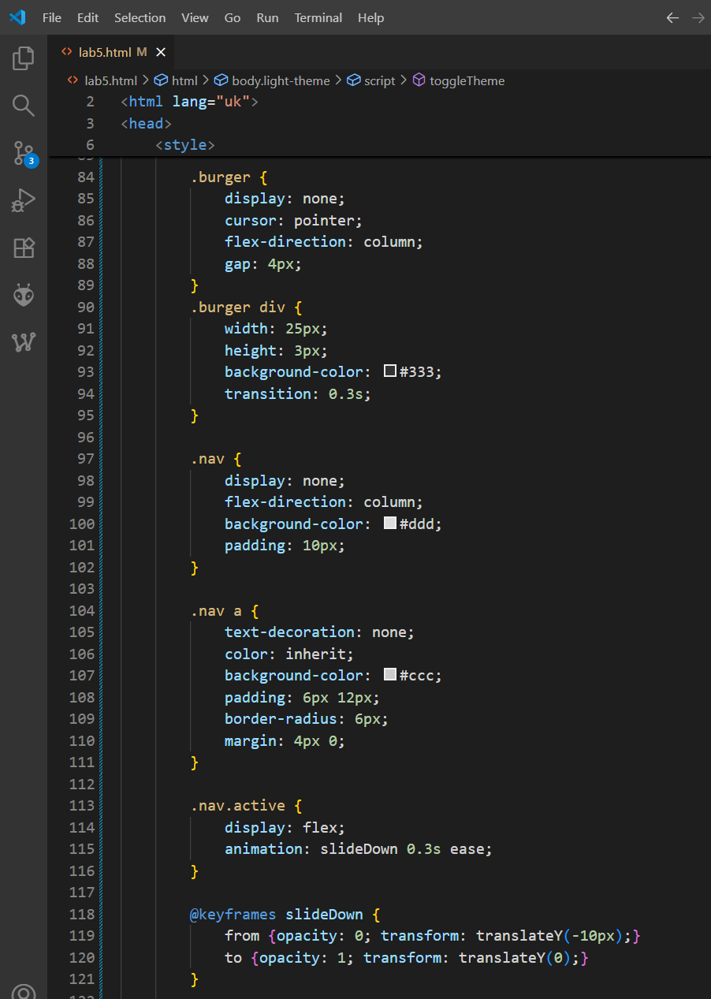 File Edit Selection View Go Run Terminal Help
lab5.html M
lab5.html html body.light-theme script toggleTheme
2 <html lang="uk">
3 <head>
6 <style>
84 .burger {
85 display: none;
86 cursor: pointer;
87 flex-direction: column;
88 gap: 4px;
89 }
90 .burger div {
91 width: 25px;
92 height: 3px;
93 background-color: #333;
94 transition: 0.3s;
95 }
96
97 .nav {
98 display: none;
99 flex-direction: column;
100 background-color: #ddd;
101 padding: 10px;
102 }
103
104 .nav a {
105 text-decoration: none;
106 color: inherit;
107 background-color: #ccc;
108 padding: 6px 12px;
109 border-radius: 6px;
110 margin: 4px 0;
111 }
112
113 .nav.active {
114 display: flex;
115 animation: slideDown 0.3s ease;
116 }
117
118 @keyframes slideDown {
119 from {opacity: 0; transform: translateY(-10px);}
120 to {opacity: 1; transform: translateY(0);}
121 }
3